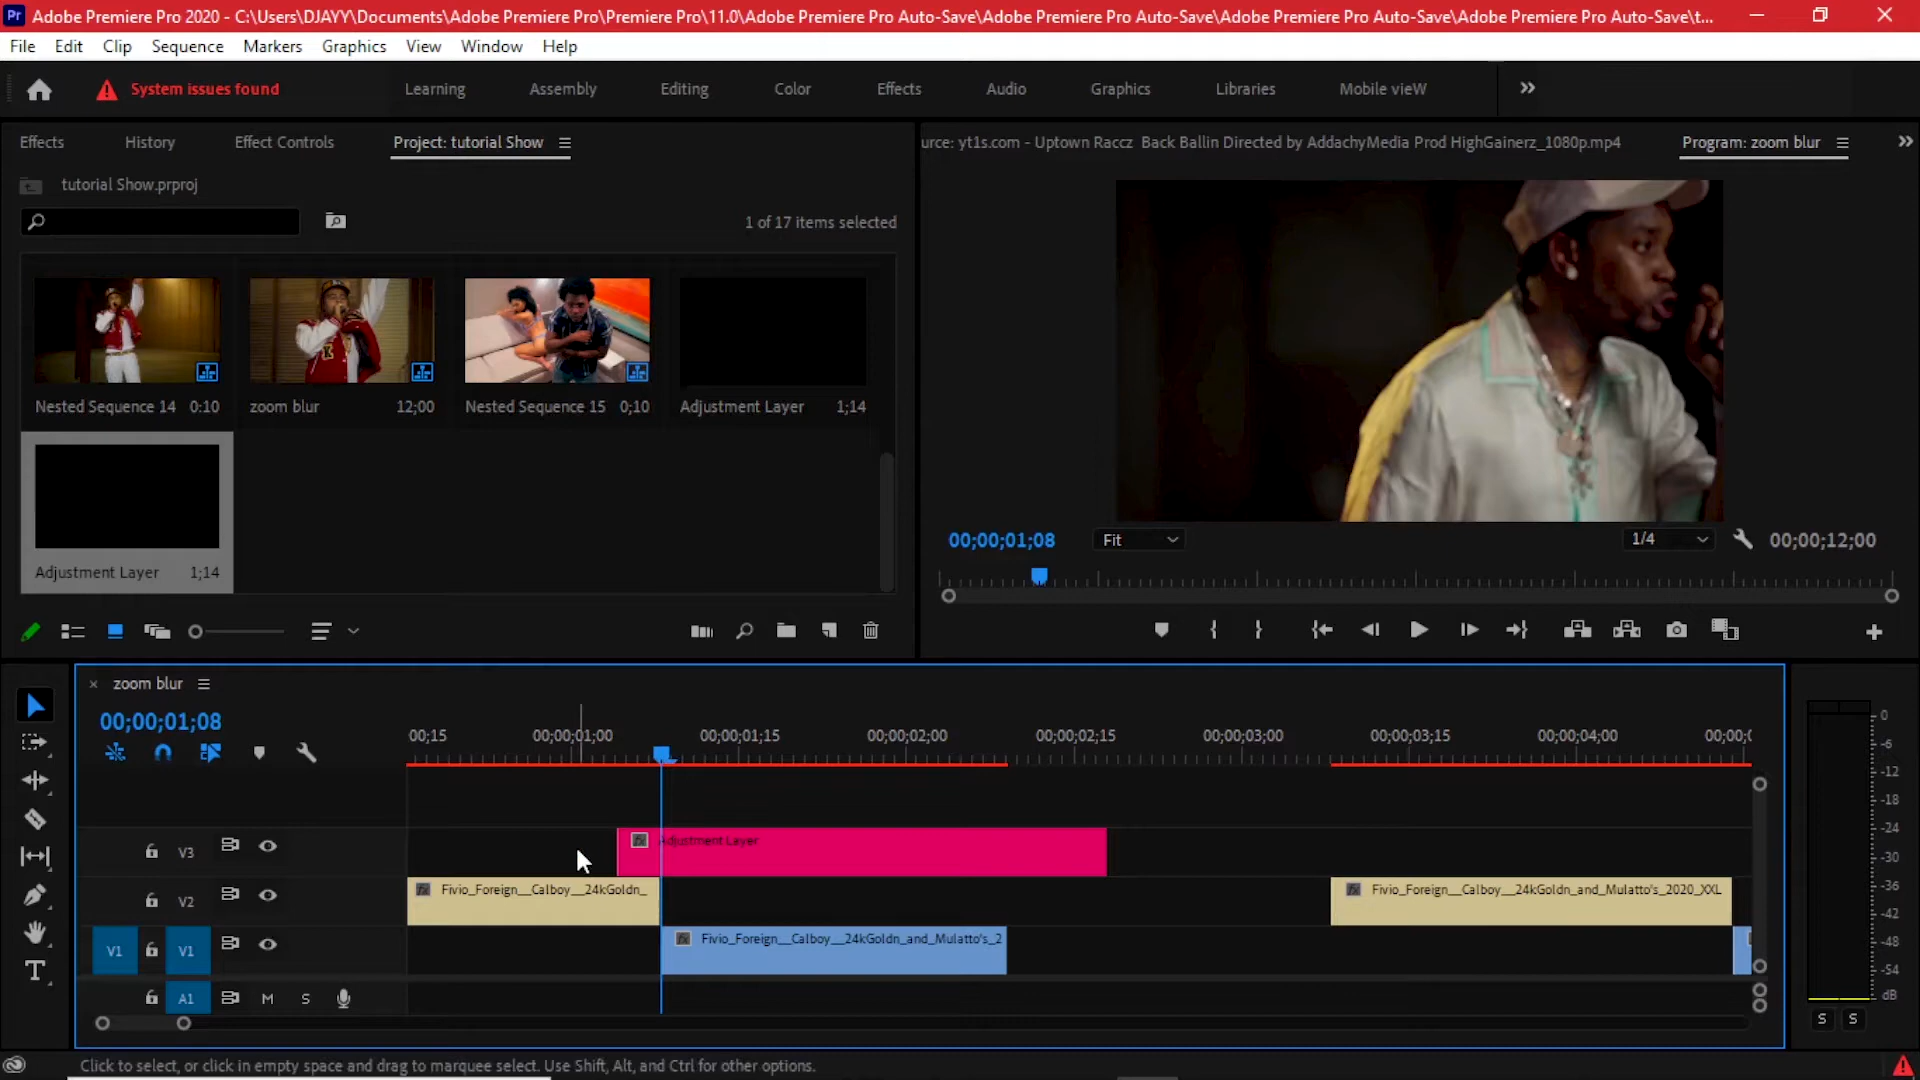 Pr Adobe Premiere Pro 2020 - C:\Users\DJAYY\Documents\Adobe Premiere Pro\Premiere Pro\11.0\Adobe Premiere Pro Auto-Save\Adobe Premiere Pro Auto-Save\Adobe Premiere Pro Auto-Save\Adobe Premiere Pro Auto-Save\t...
File Edit Clip Sequence Markers Graphics View Window Help
System issues found Learning Assembly Editing Color Effects Audio Graphics Libraries Mobile vieW
Effects History Effect Controls Project: tutorial Show
urce: yt1s.com - Uptown Raccz Back Ballin Directed by AddachyMedia Prod HighGainerz_1080p.mp4 Program: zoom blur
tutorial Show.prproj
1 of 17 items selected
Nested Sequence 14 0:10 zoom blur 12;00 Nested Sequence 15 0;10 Adjustment Layer 1;14
Adjustment Layer 1;14
00;00;01;08 Fit 1/4 00;00;12;00
zoom blur
00;00;01;08
00;15 00;00;01;00 00;00;01;15 00;00;02;00 00;00;02;15 00;00;03;00 00;00;03;15 00;00;04;00 00;00;0
V3 fx Adjustment Layer
V2 fx Fivio_Foreign__Calboy__24kGoldn_ fx Fivio_Foreign__Calboy__24kGoldn_and_Mulatto's_2020_XXL
V1 V1 fx Fivio_Foreign__Calboy__24kGoldn_and_Mulatto's_2
A1 M S
0
-6
-12
-18
-24
-30
-36
-42
-48
-54
dB
S S
Click to select, or click in empty space and drag to marquee select. Use Shift, Alt, and Ctrl for other options.